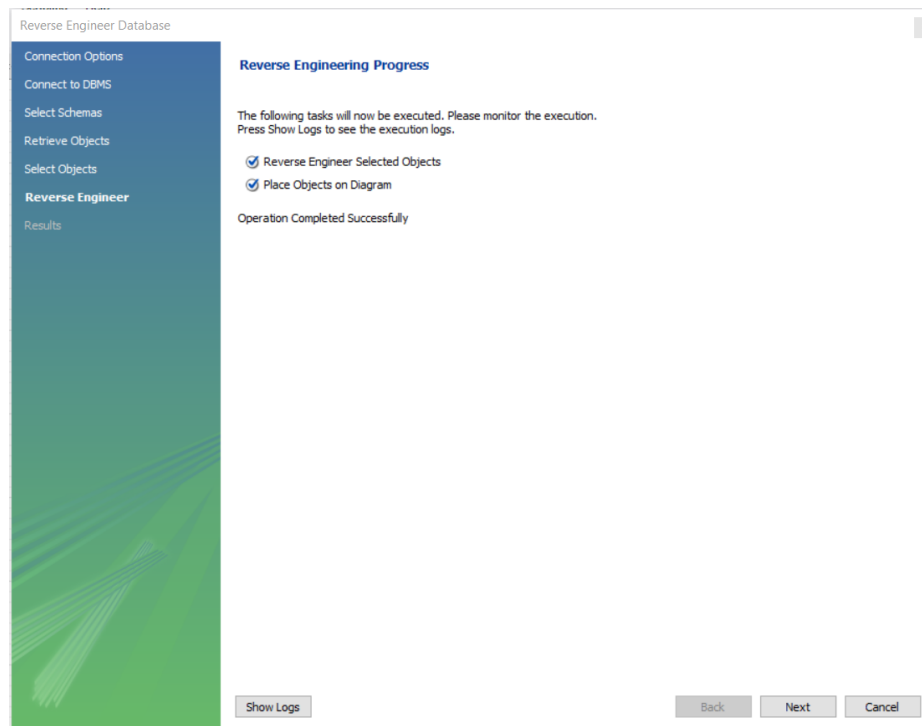 Reverse Engineer Database
Connection Options
Connect to DBMS
Select Schemas
Retrieve Objects
Select Objects
Reverse Engineer
Results
Reverse Engineering Progress
The following tasks will now be executed. Please monitor the execution.
Press Show Logs to see the execution logs.
Reverse Engineer Selected Objects
Place Objects on Diagram
Operation Completed Successfully
Show Logs
Back
Next
Cancel